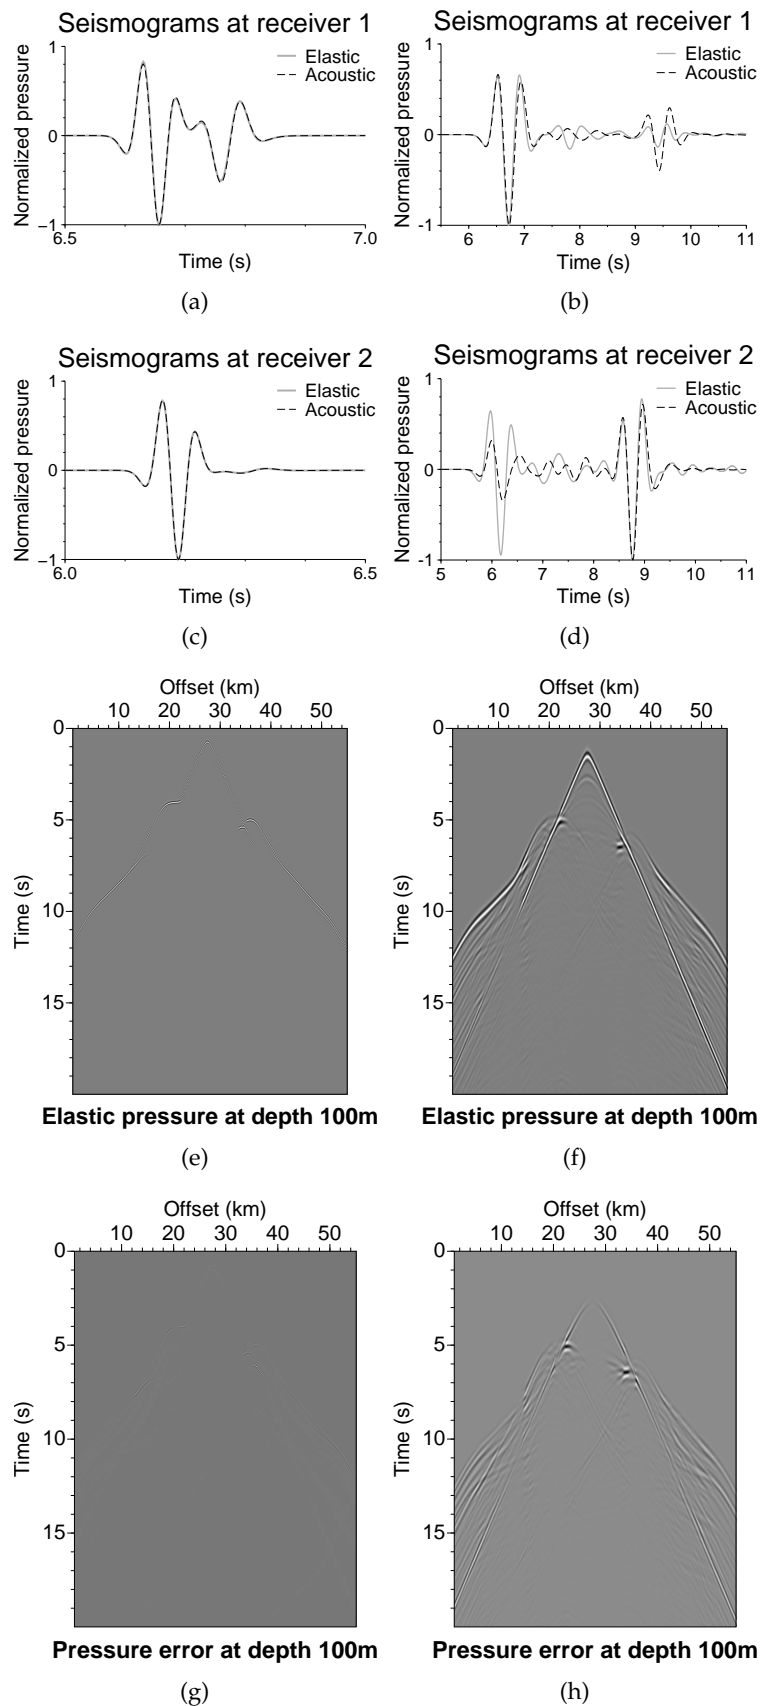 Seismograms at receiver 1
Normalized pressure
1
0
−1
Elastic
Acoustic
6.5
7.0
Time (s)
(a)
Seismograms at receiver 1
Normalized pressure
1
0
-1
Elastic
Acoustic
6 7 8 9 10 11
Time (s)
(b)
Seismograms at receiver 2
Normalized pressure
1
0
−1
Elastic
Acoustic
6.0
6.5
Time (s)
(c)
Seismograms at receiver 2
Normalized pressure
1
0
-1
Elastic
Acoustic
5 6 7 8 9 10 11
Time (s)
(d)
Offset (km)
10 20 30 40 50
Time (s)
0
5
10
15
Elastic pressure at depth 100m
(e)
Offset (km)
10 20 30 40 50
Time (s)
0
5
10
15
Elastic pressure at depth 100m
(f)
Offset (km)
10 20 30 40 50
Time (s)
0
5
10
15
Pressure error at depth 100m
(g)
Offset (km)
10 20 30 40 50
Time (s)
0
5
10
15
Pressure error at depth 100m
(h)